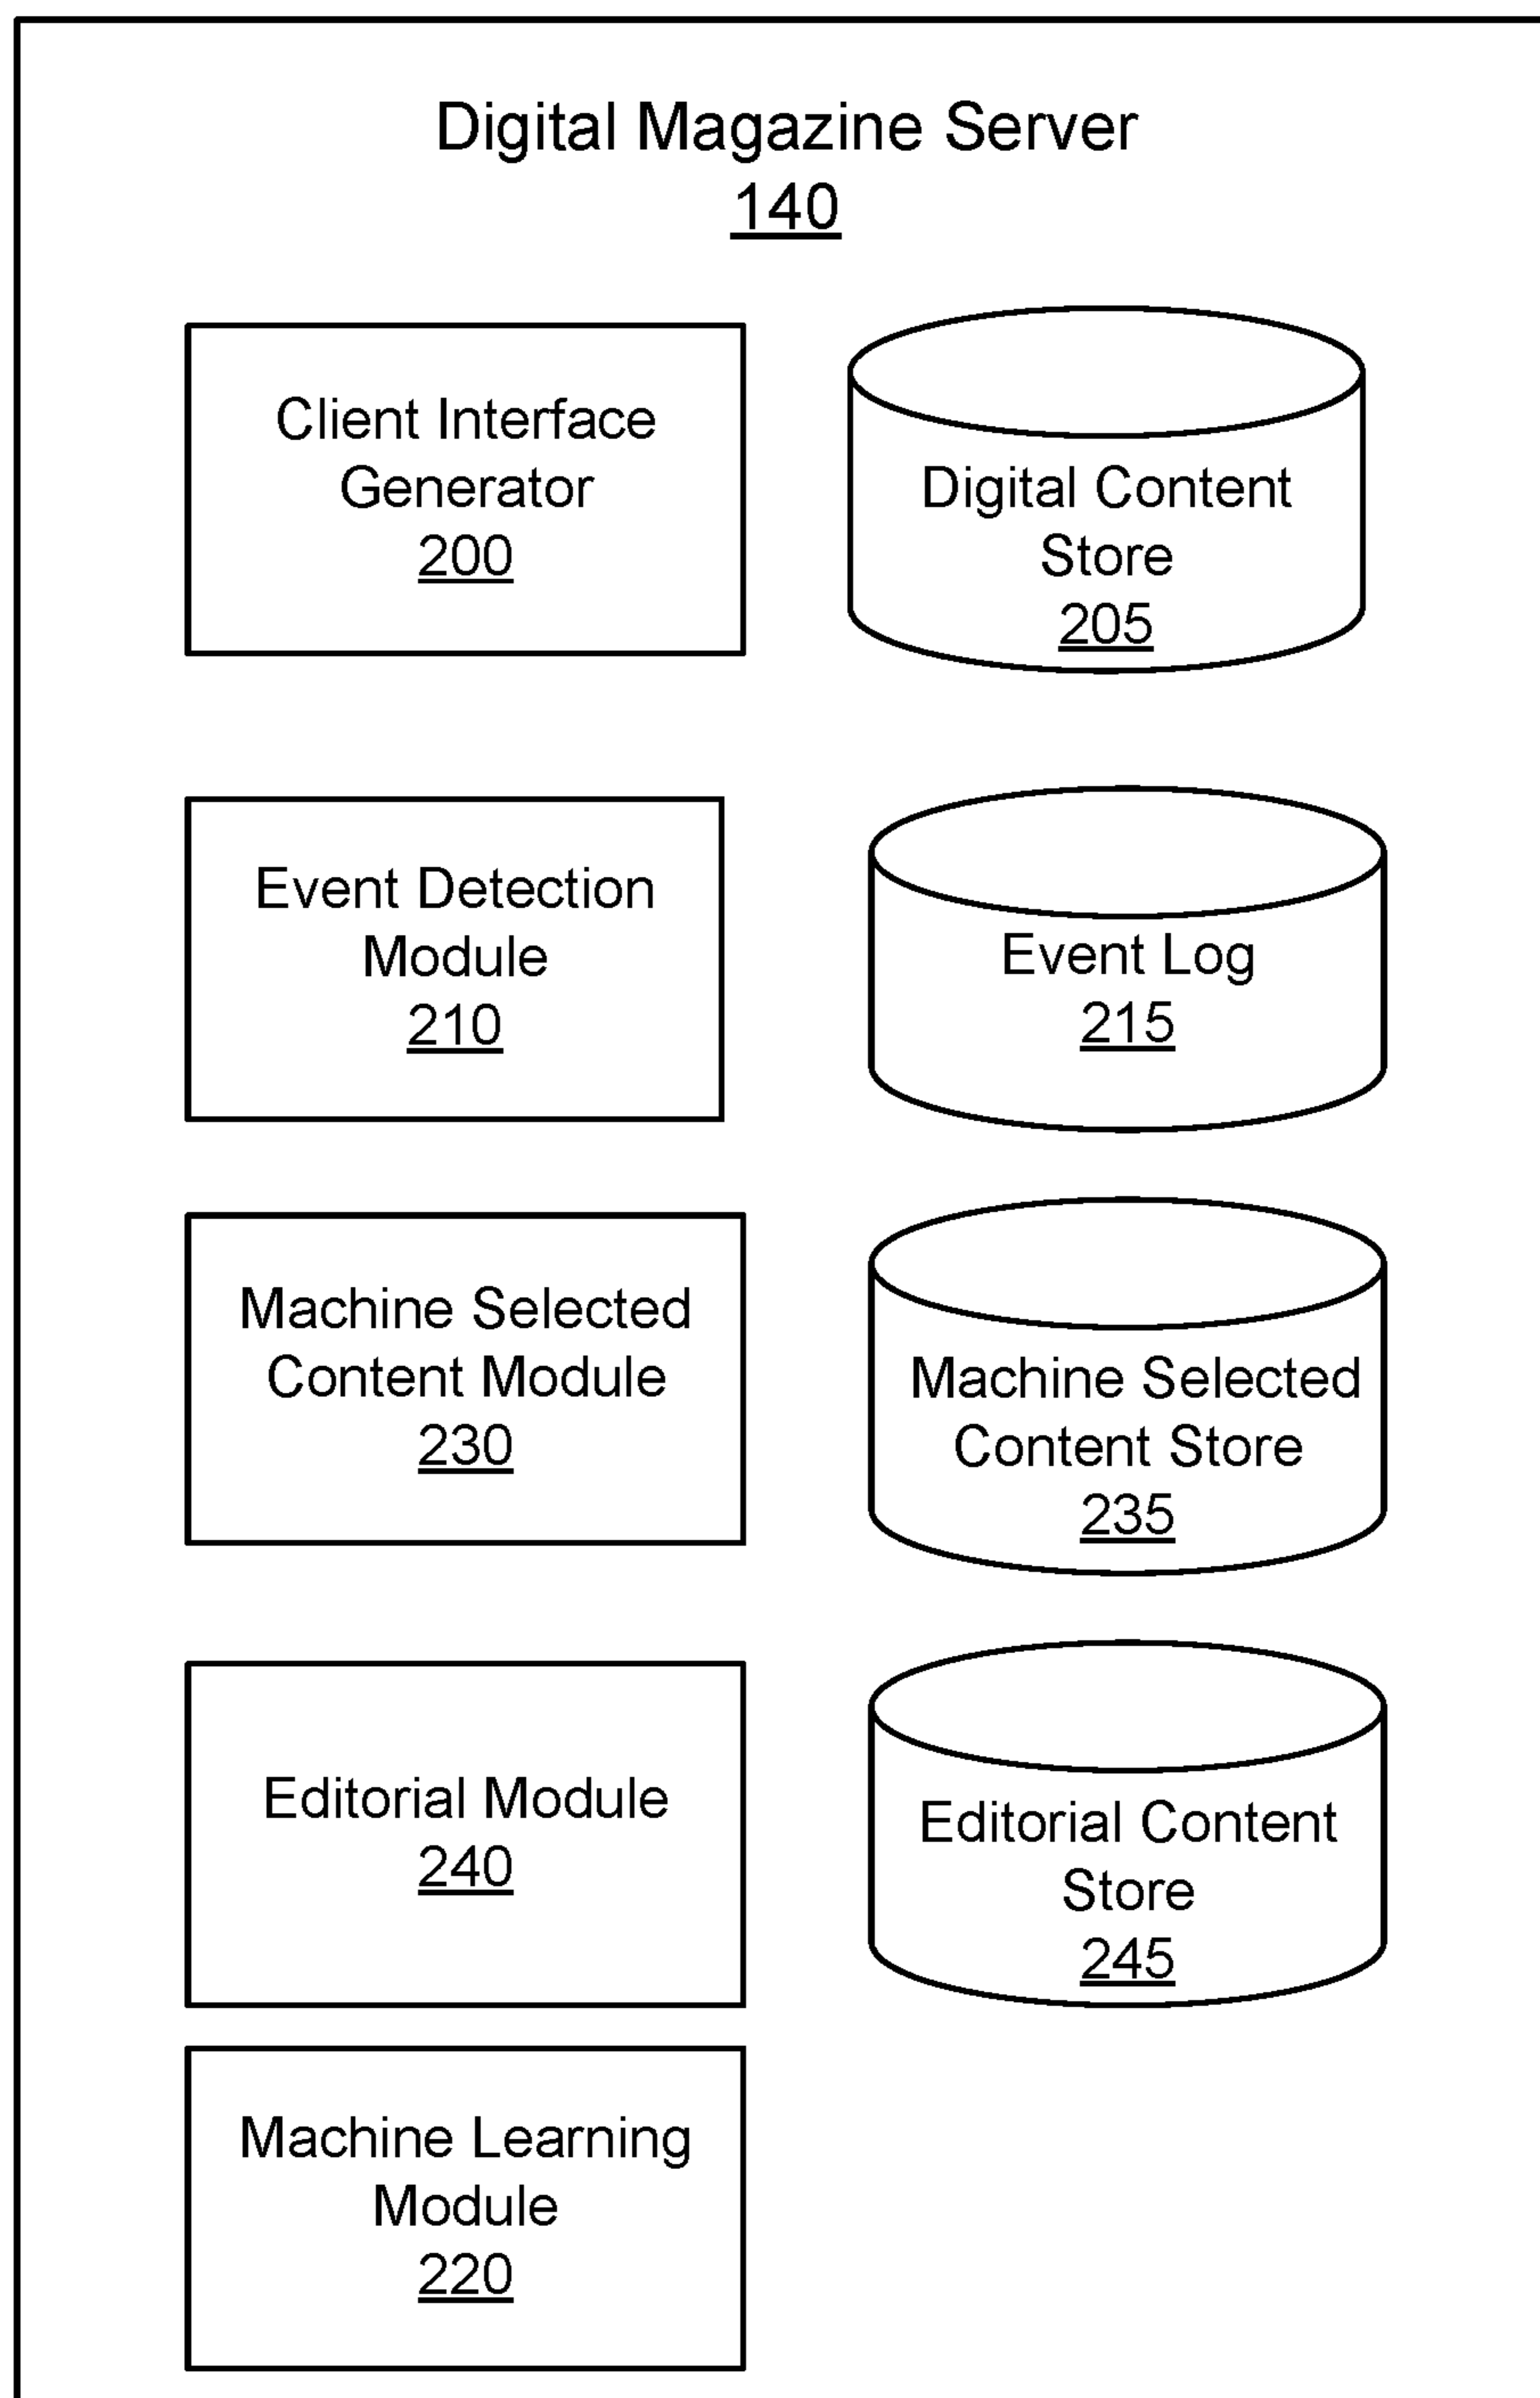 Digital Magazine Server
140
Client Interface
Generator
200
Digital Content
Store
205
Event Detection
Module
210
Event Log
215
Machine Selected
Content Module
230
Machine Selected
Content Store
235
Editorial Module
240
Editorial Content
Store
245
Machine Learning
Module
220